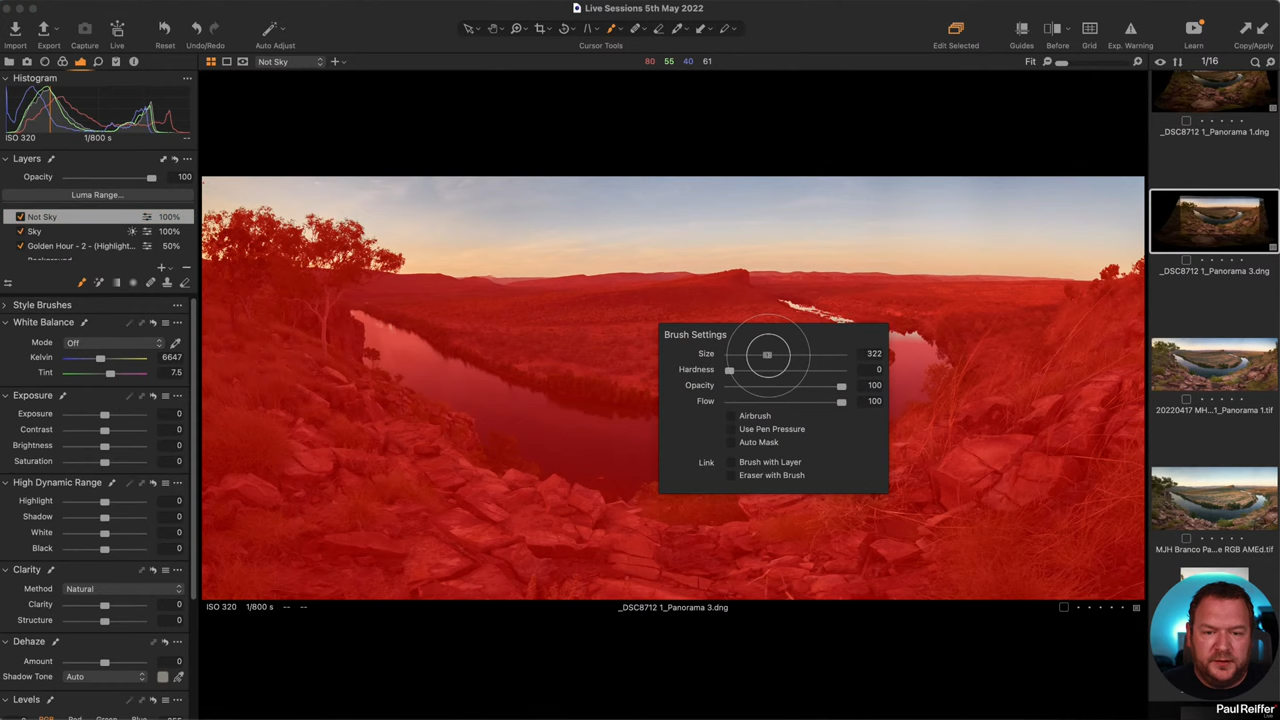 Live Sessions 5th May 2022
Import Export Capture Live Reset Undo/Redo Auto Adjust Cursor Tools Edit Selected Guides Before Grid Exp. Warning Learn Copy/Apply
Not Sky 80 55 40 61 Fit 1/16
Histogram
ISO 320 1/800 s --
Layers
Opacity 100
Luma Range...
Not Sky 100%
Sky 100%
Golden Hour - 2 - (Highlight... 50%
Background
Style Brushes
White Balance
Mode Off
Kelvin 6647
Tint 7.5
Exposure
Exposure 0
Contrast 0
Brightness 0
Saturation 0
High Dynamic Range
Highlight 0
Shadow 0
White 0
Black 0
Clarity
Method Natural
Clarity 0
Structure 0
Dehaze
Amount 0
Shadow Tone Auto
Levels
RGB Red Green Blue
Brush Settings
Size 322
Hardness 0
Opacity 100
Flow 100
Airbrush
Use Pen Pressure
Auto Mask
Link Brush with Layer
Eraser with Brush
ISO 320 1/800 s -- -- _DSC8712 1_Panorama 3.dng
_DSC8712 1_Panorama 1.dng
_DSC8712 1_Panorama 3.dng
20220417 MH...1_Panorama 1.tif
MJH Branco Pa...e RGB AMEd.tif
Paul Reiffer
Live